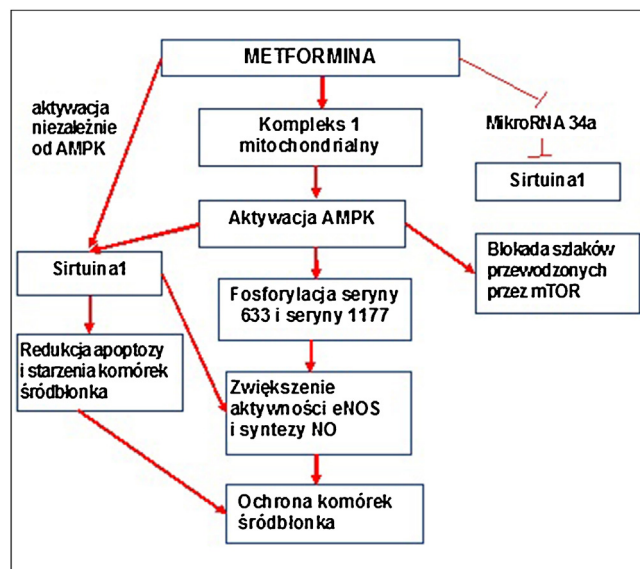 METFORMINA
aktywacja
niezależnie
od AMPK
Kompleks 1
mitochondrialny
MikroRNA 34a
Sirtuina1
Aktywacja AMPK
Sirtuina1
Blokada szlaków
przewodzonych
przez mTOR
Fosforylacja seryny
633 i seryny 1177
Redukcja apoptozy
i starzenia komórek
śródbłonka
Zwiększenie
aktywności eNOS
i syntezy NO
Ochrona komórek
śródbłonka